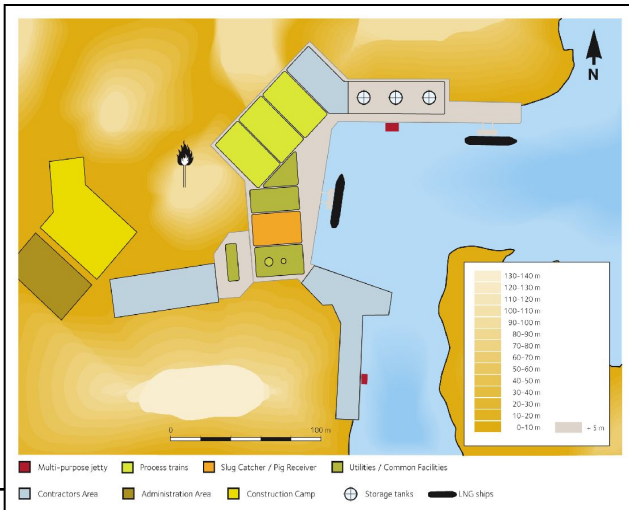 N
130-140 m
120-130 m
110-120 m
100-110 m
90-100 m
80-90 m
70-80 m
60-70 m
50-60 m
40-50 m
30-40 m
20-30 m
10-20 m
0-10 m
+ 5 m
0 100 m
Multi-purpose jetty Process trains Slug Catcher / Pig Receiver Utilities / Common Facilities
Contractors Area Administration Area Construction Camp Storage tanks LNG ships